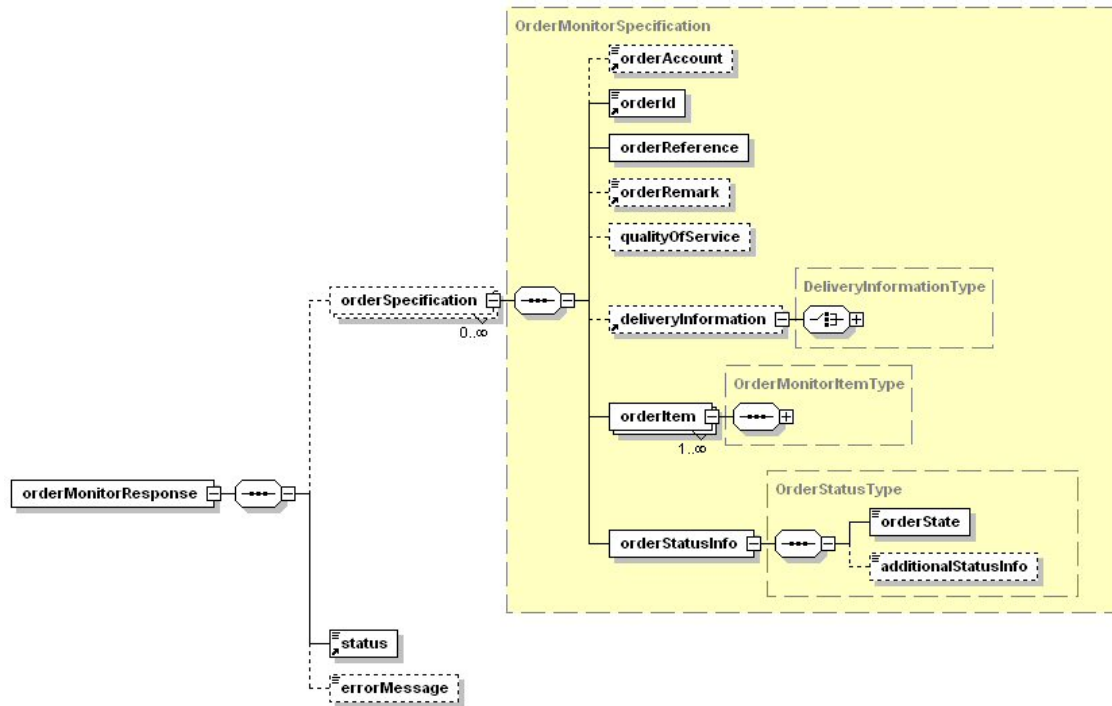 OrderMonitorSpecification
orderAccount
orderId
orderReference
orderRemark
qualityOfService
orderSpecification
0..∞
DeliveryInformationType
deliveryInformation
OrderMonitorItemType
orderItem
1..∞
orderMonitorResponse
OrderStatusType
orderState
orderStatusInfo
additionalStatusInfo
status
errorMessage